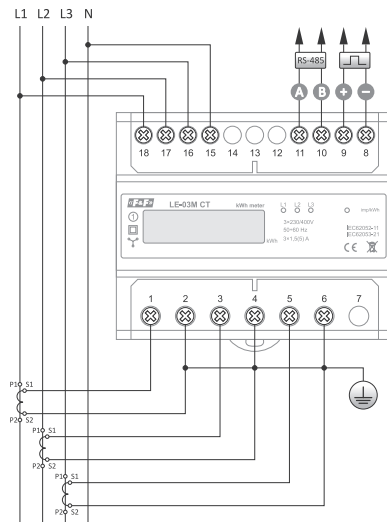 L1 L2 L3 N
RS-485
A B + −
18 17 16 15 14 13 12 11 10 9 8
F&F LE-03M CT kWh meter L1 L2 L3 imp/kWh
1
3×230/400V
50÷60 Hz
3×1,5(5) A
kWh
IEC62053-11
IEC62053-21
CE
1 2 3 4 5 6 7
P1 S1
P2 S2
P1 S1
P2 S2
P1 S1
P2 S2